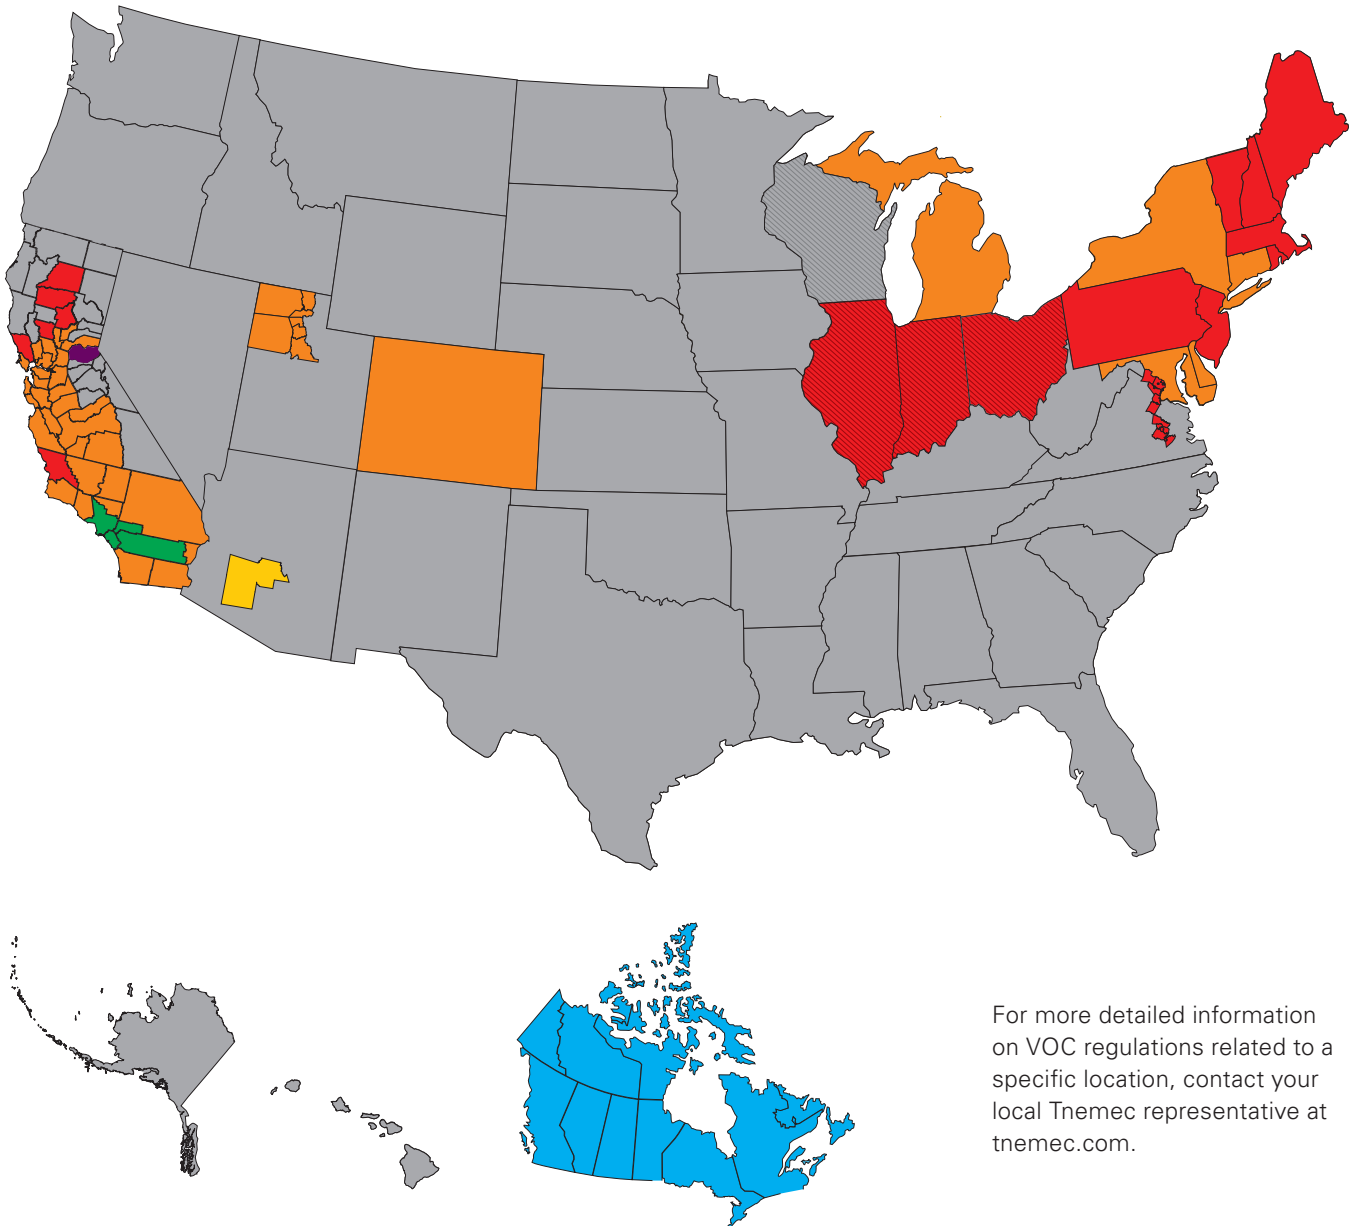 For more detailed information
on VOC regulations related to a
specific location, contact your
local Tnemec representative at
tnemec.com.